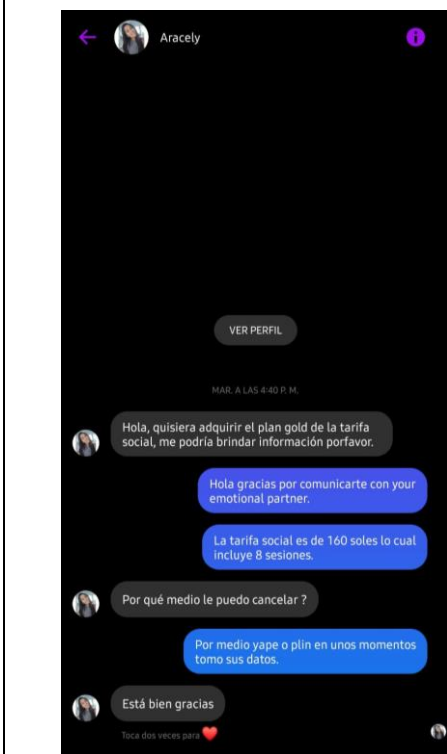 Aracely
VER PERFIL
MAR. A LAS 4:40 P. M.
Hola, quisiera adquirir el plan gold de la tarifa
social, me podría brindar información porfavor.
Hola gracias por comunicarte con your
emotional partner.
La tarifa social es de 160 soles lo cual
incluye 8 sesiones.
Por qué medio le puedo cancelar ?
Por medio yape o plin en unos momentos
tomo sus datos.
Está bien gracias
Toca dos veces para ❤️